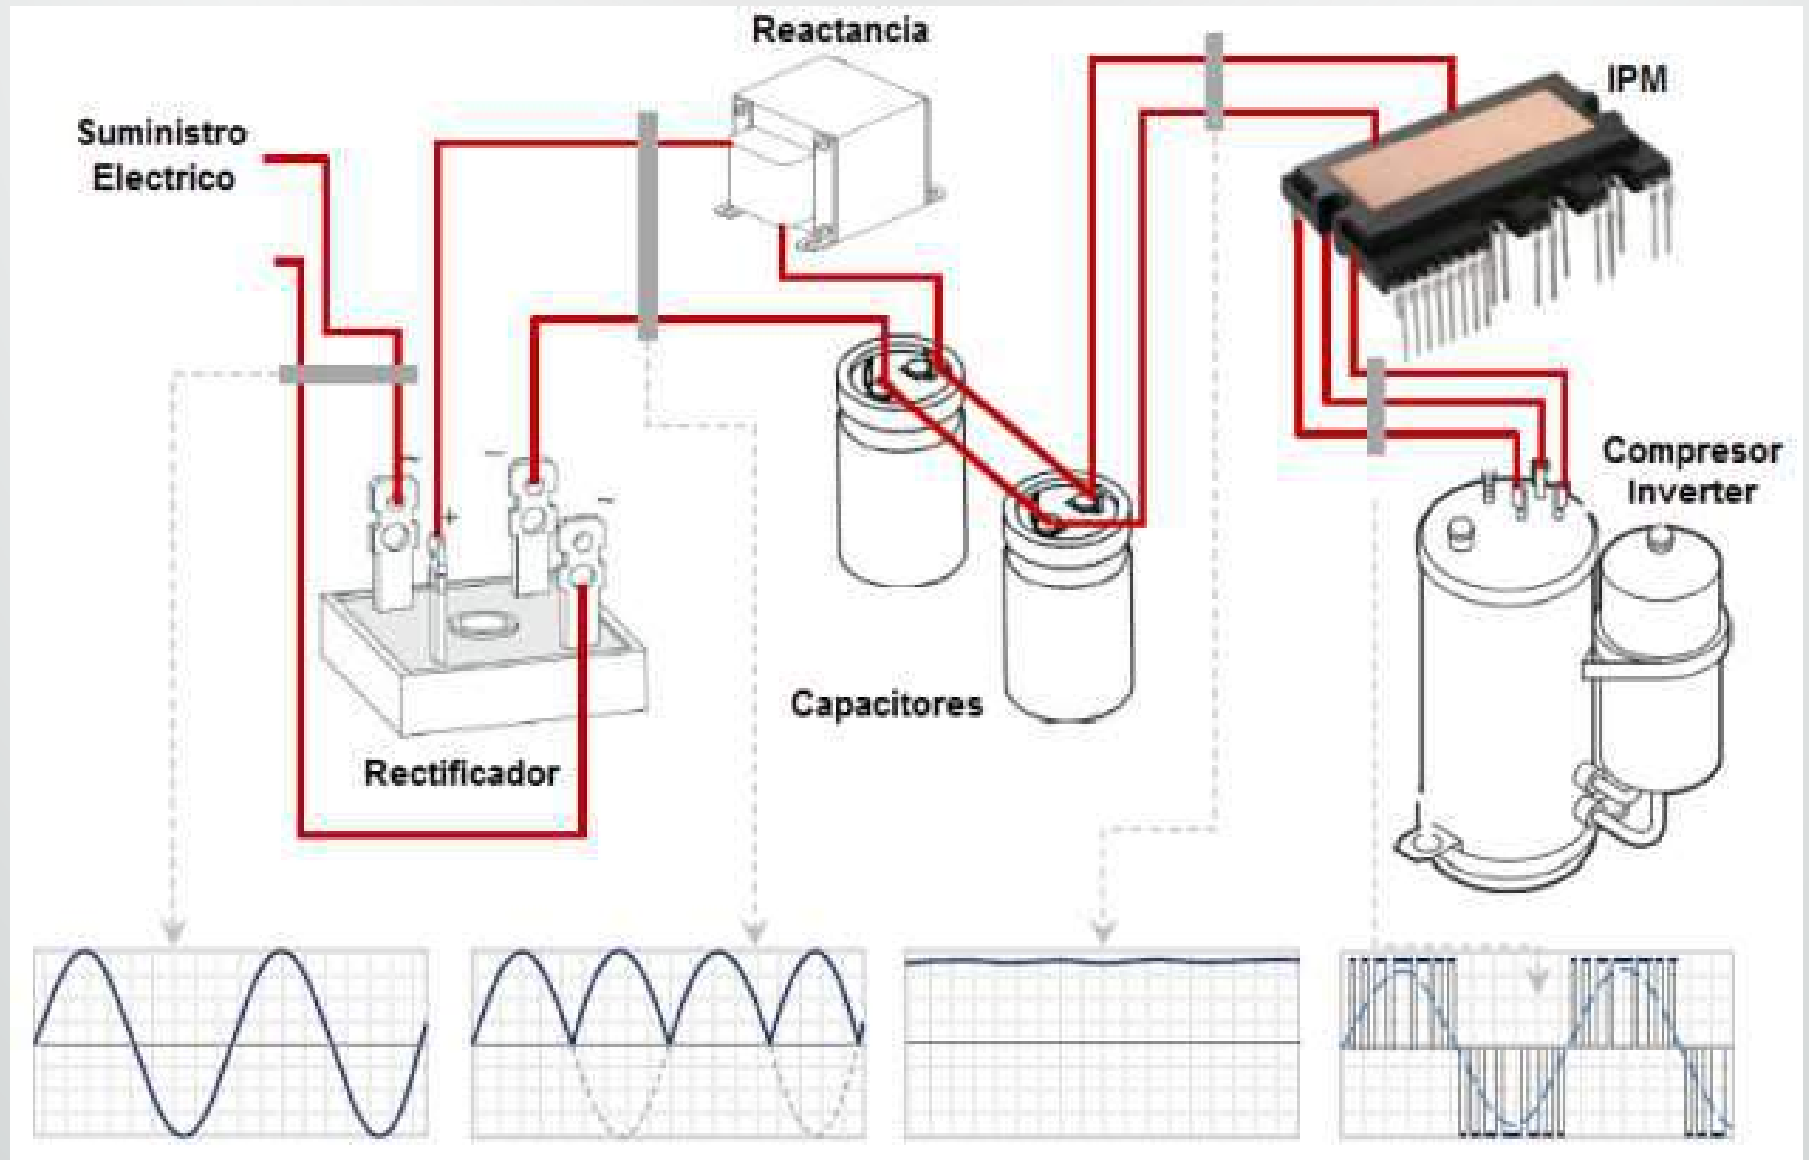 Reactancia
IPM
Suministro
Electrico
+
Compresor
Inverter
Capacitores
Rectificador